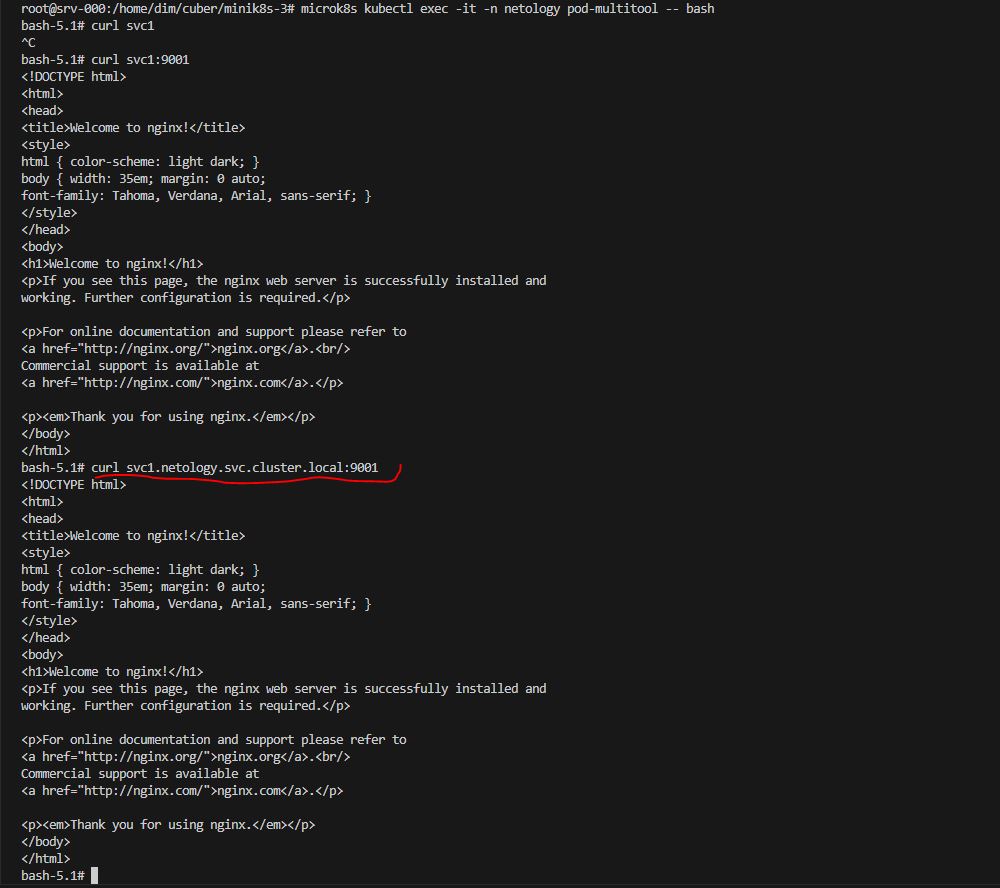 root@srv-000:/home/dim/cuber/minik8s-3# microk8s kubectl exec -it -n netology pod-multitool -- bash
bash-5.1# curl svc1
^C
bash-5.1# curl svc1:9001
<!DOCTYPE html>
<html>
<head>
<title>Welcome to nginx!</title>
<style>
html { color-scheme: light dark; }
body { width: 35em; margin: 0 auto;
font-family: Tahoma, Verdana, Arial, sans-serif; }
</style>
</head>
<body>
<h1>Welcome to nginx!</h1>
<p>If you see this page, the nginx web server is successfully installed and
working. Further configuration is required.</p>

<p>For online documentation and support please refer to
<a href="http://nginx.org/">nginx.org</a>.<br/>
Commercial support is available at
<a href="http://nginx.com/">nginx.com</a>.</p>

<p><em>Thank you for using nginx.</em></p>
</body>
</html>
bash-5.1# curl svc1.netology.svc.cluster.local:9001
<!DOCTYPE html>
<html>
<head>
<title>Welcome to nginx!</title>
<style>
html { color-scheme: light dark; }
body { width: 35em; margin: 0 auto;
font-family: Tahoma, Verdana, Arial, sans-serif; }
</style>
</head>
<body>
<h1>Welcome to nginx!</h1>
<p>If you see this page, the nginx web server is successfully installed and
working. Further configuration is required.</p>

<p>For online documentation and support please refer to
<a href="http://nginx.org/">nginx.org</a>.<br/>
Commercial support is available at
<a href="http://nginx.com/">nginx.com</a>.</p>

<p><em>Thank you for using nginx.</em></p>
</body>
</html>
bash-5.1#